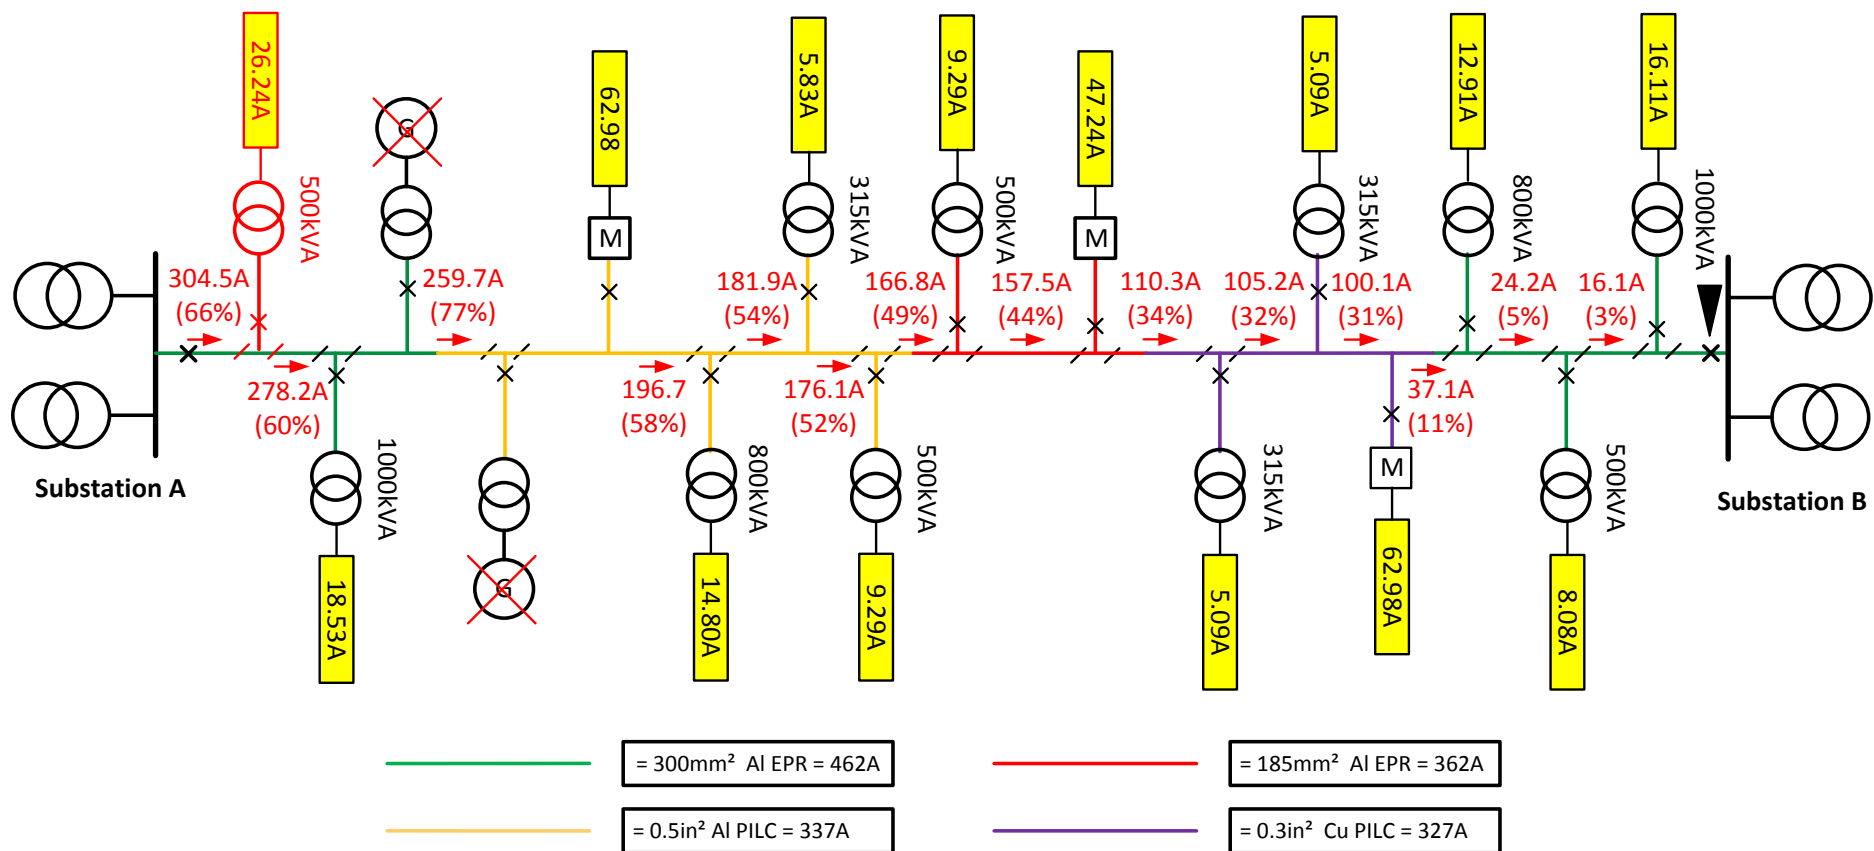 26.24A
500kVA
G
62.98
M
5.83A
315kVA
9.29A
500kVA
47.24A
M
5.09A
315kVA
12.91A
800kVA
16.11A
1000kVA
304.5A
(66%)
259.7A
(77%)
181.9A
(54%)
166.8A
(49%)
157.5A
(44%)
110.3A
(34%)
105.2A
(32%)
100.1A
(31%)
24.2A
(5%)
16.1A
(3%)
278.2A
(60%)
196.7
(58%)
176.1A
(52%)
37.1A
(11%)
Substation A
1000kVA
18.53A
G
800kVA
14.80A
500kVA
9.29A
315kVA
5.09A
M
62.98A
500kVA
8.08A
Substation B
= 300mm² Al EPR = 462A
= 185mm² Al EPR = 362A
= 0.5in² Al PILC = 337A
= 0.3in² Cu PILC = 327A